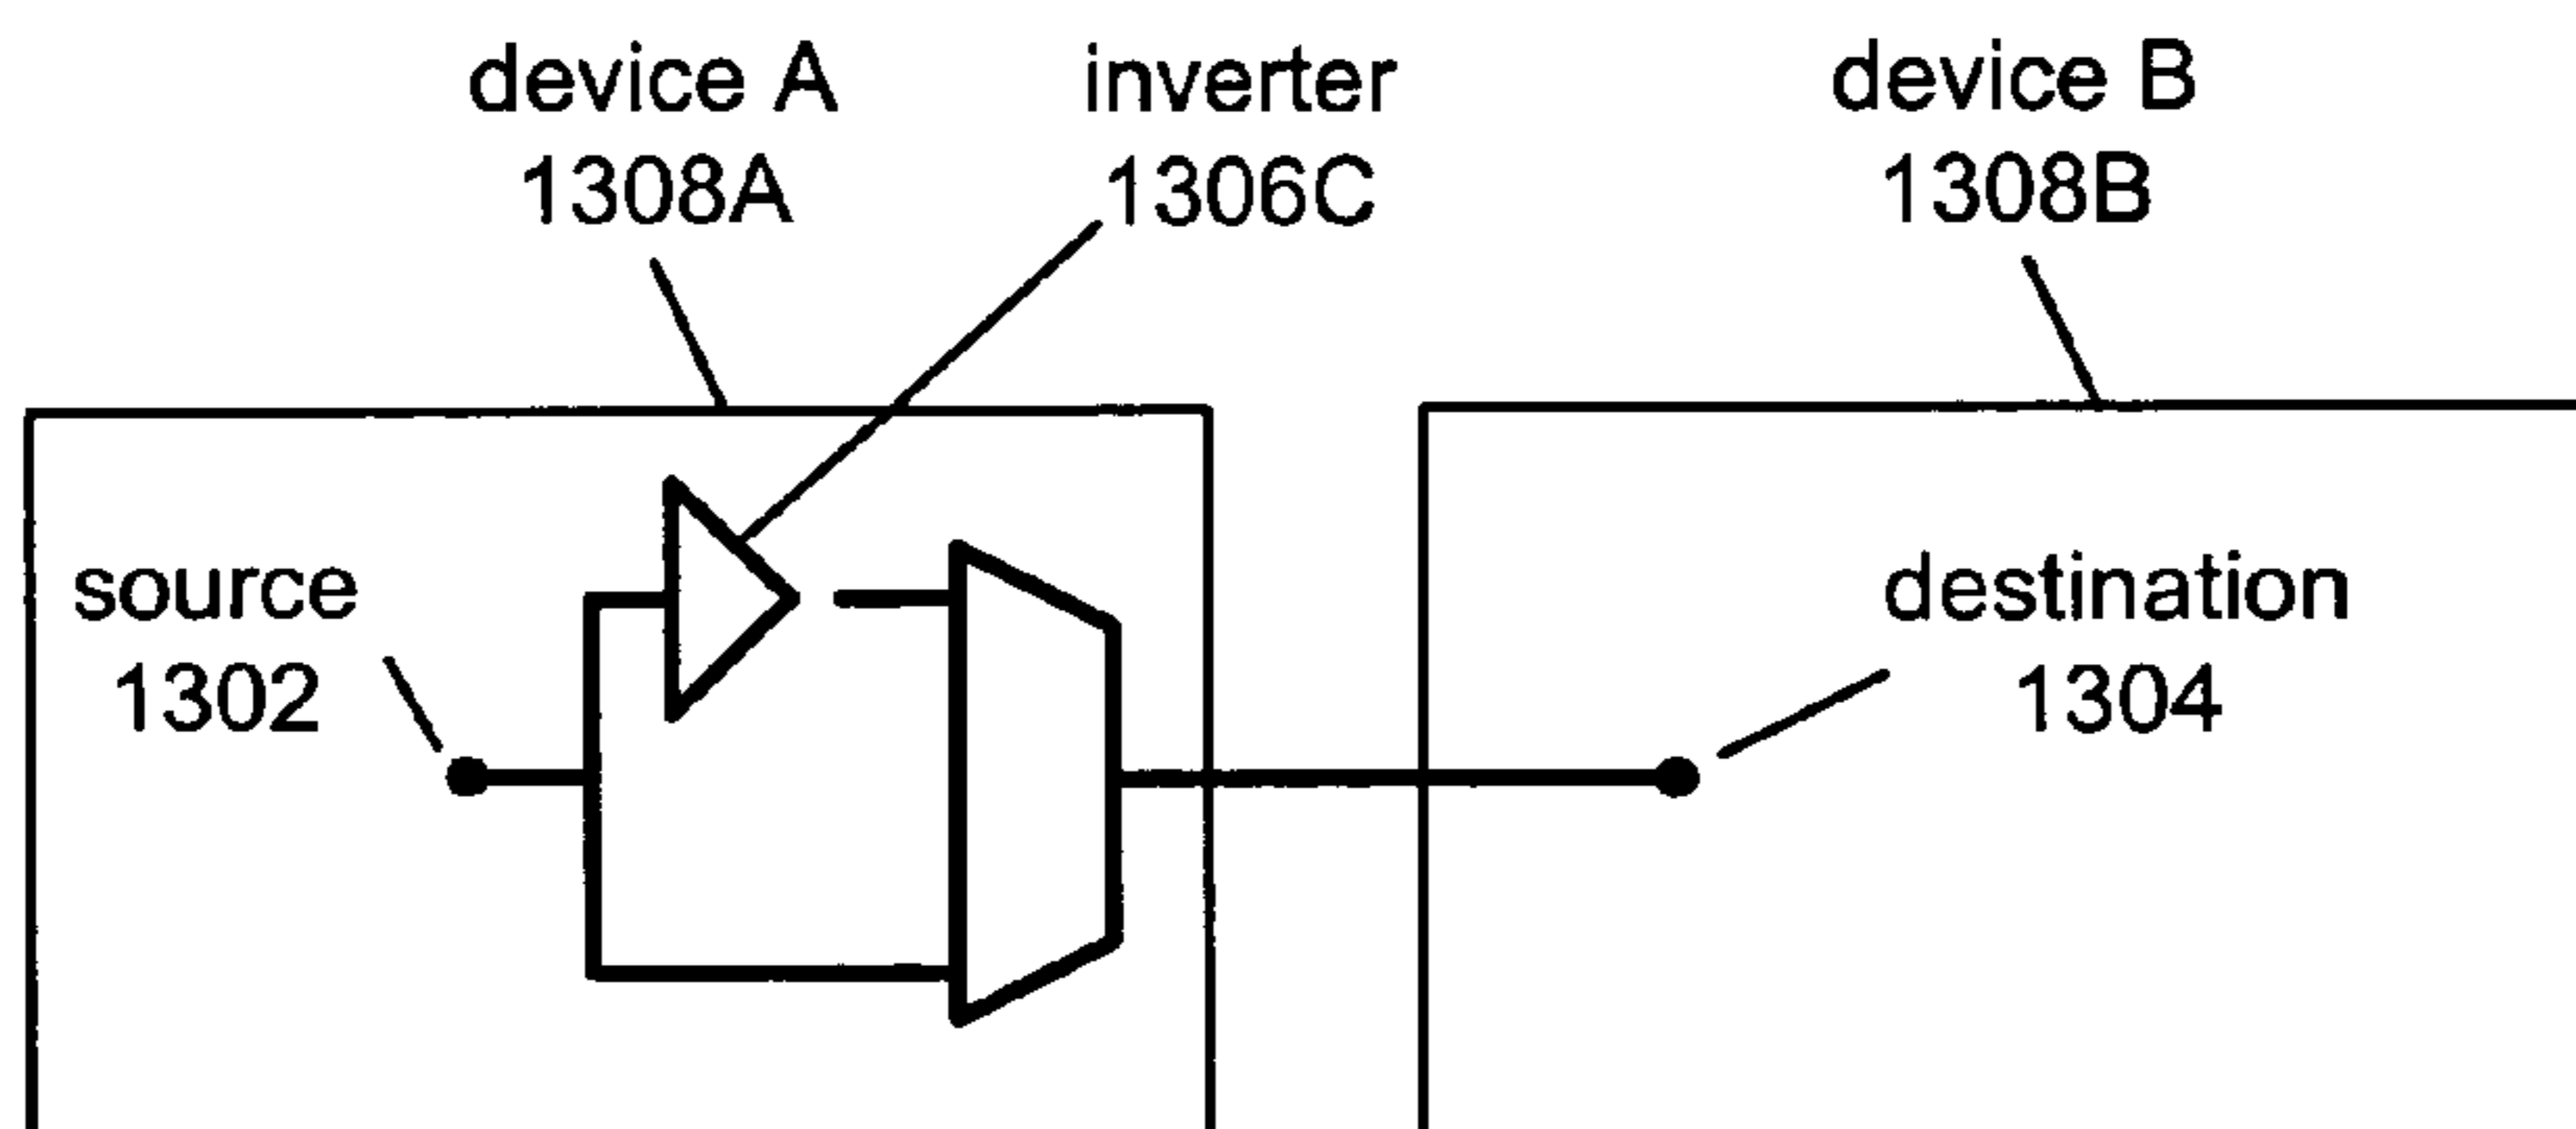 device A
1308A
inverter
1306C
device B
1308B
source
1302
destination
1304